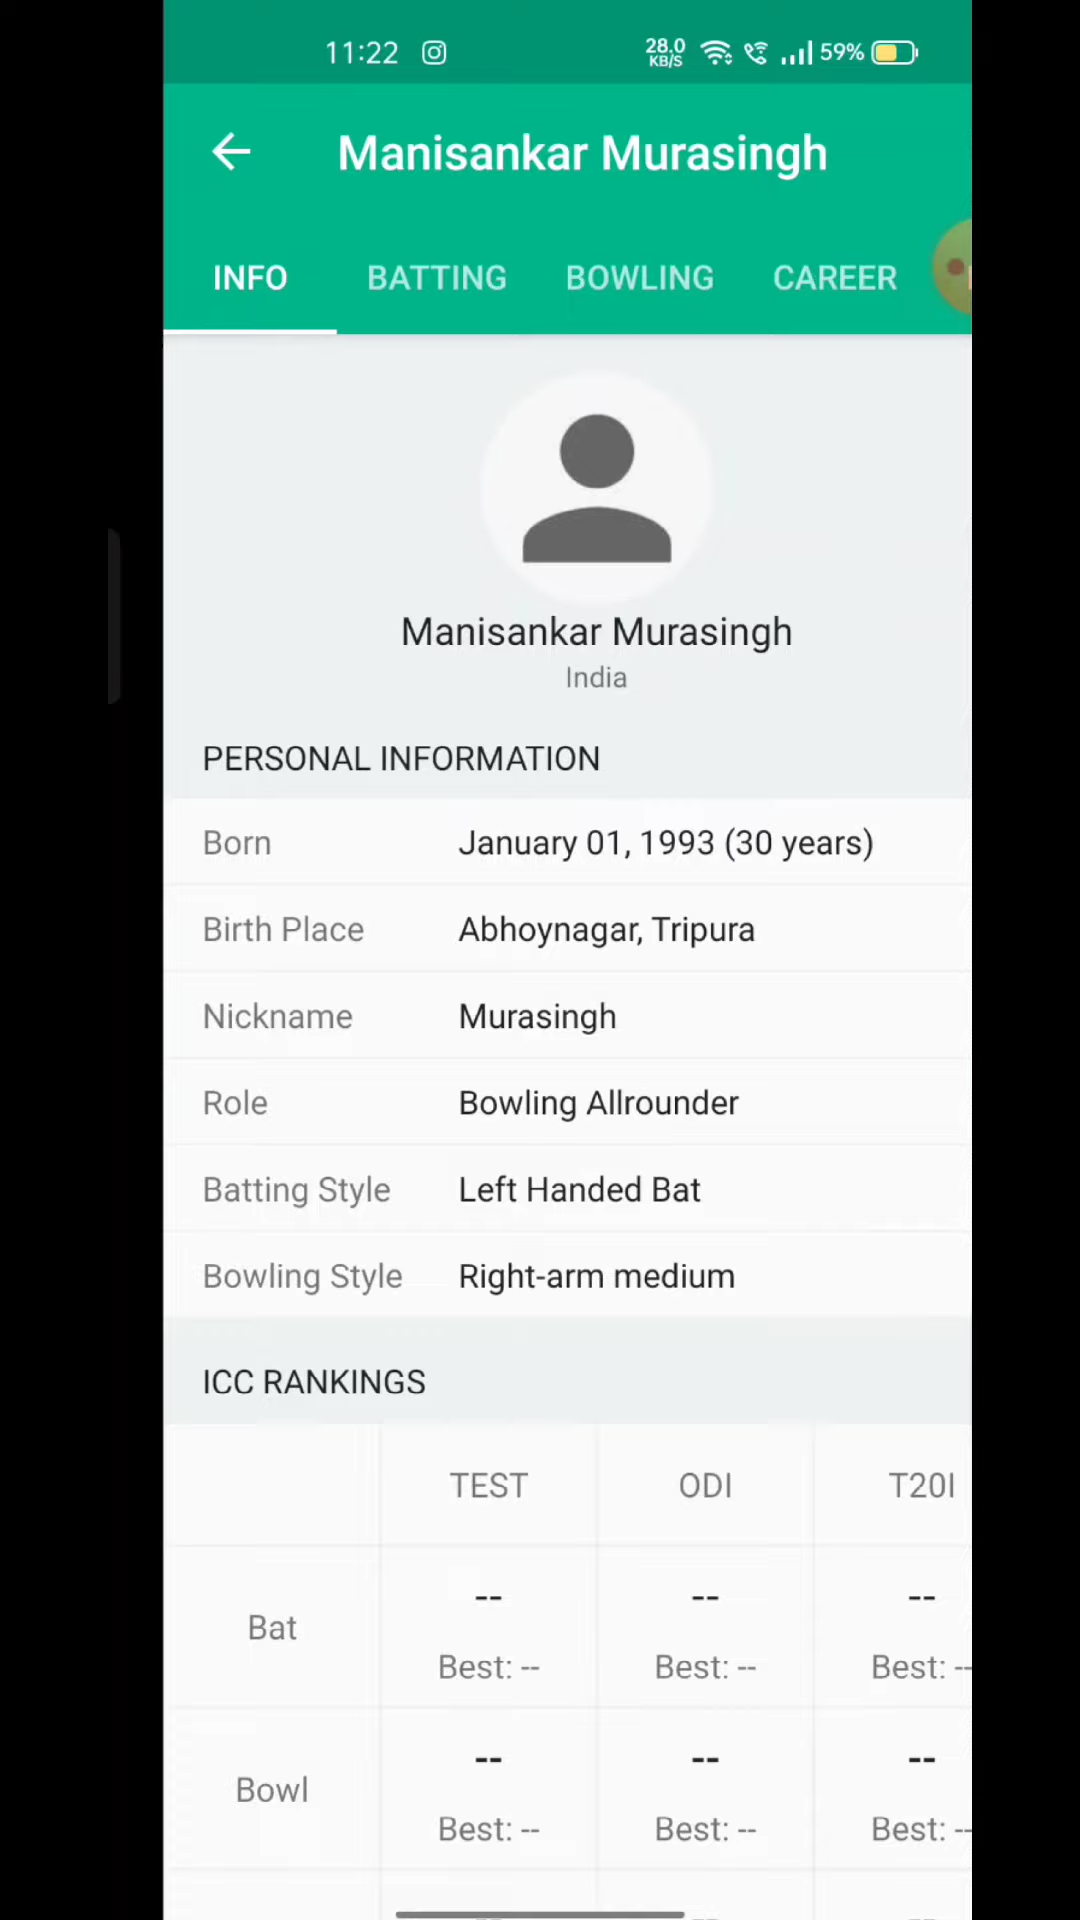 11:22 28.0 KB/S 59%
Manisankar Murasingh
INFO BATTING BOWLING CAREER
Manisankar Murasingh
India
PERSONAL INFORMATION
Born January 01, 1993 (30 years)
Birth Place Abhoynagar, Tripura
Nickname Murasingh
Role Bowling Allrounder
Batting Style Left Handed Bat
Bowling Style Right-arm medium
ICC RANKINGS
TEST ODI T20I
-- -- --
Bat
Best: -- Best: -- Best: --
-- -- --
Bowl
Best: -- Best: -- Best: --